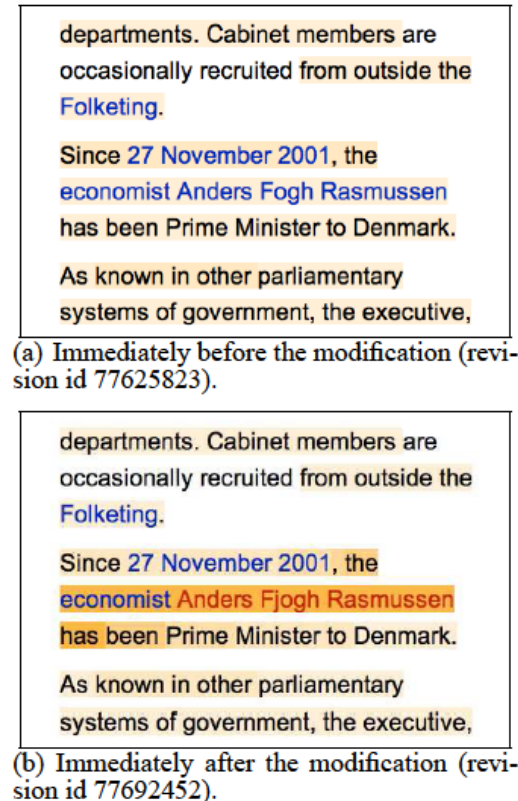 departments. Cabinet members are
occasionally recruited from outside the
Folketing.
Since 27 November 2001, the
economist Anders Fogh Rasmussen
has been Prime Minister to Denmark.
As known in other parliamentary
systems of government, the executive,
(a) Immediately before the modification (revi-
sion id 77625823).
departments. Cabinet members are
occasionally recruited from outside the
Folketing.
Since 27 November 2001, the
economist Anders Fjogh Rasmussen
has been Prime Minister to Denmark.
As known in other parliamentary
systems of government, the executive,
(b) Immediately after the modification (revi-
sion id 77692452).